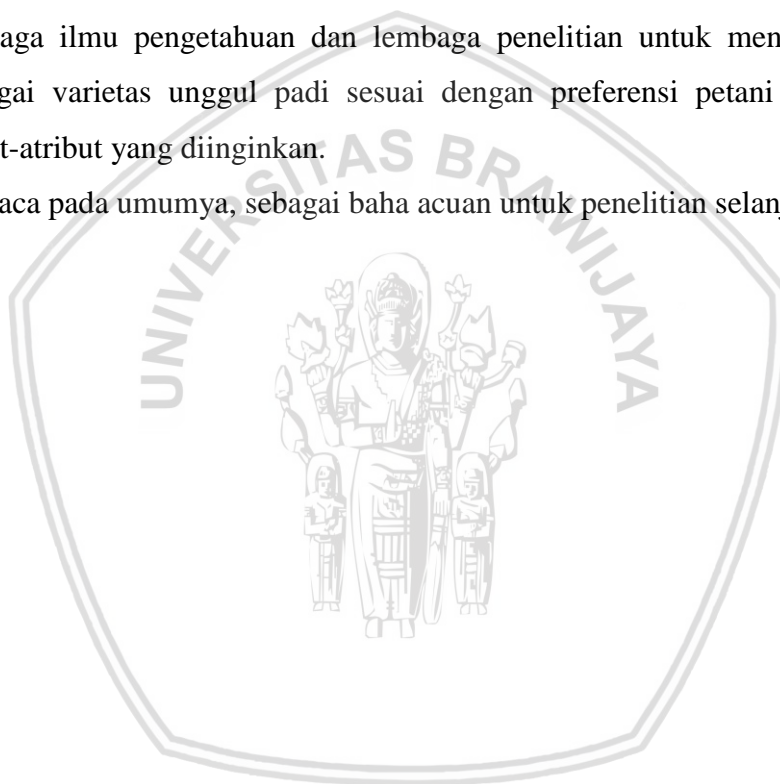 aga ilmu pengetahuan dan lembaga penelitian untuk men
gai varietas unggul padi sesuai dengan preferensi petani
t-atribut yang diinginkan.
aca pada umumya, sebagai baha acuan untuk penelitian selan
UNIVERSITAS BRAWIJAYA